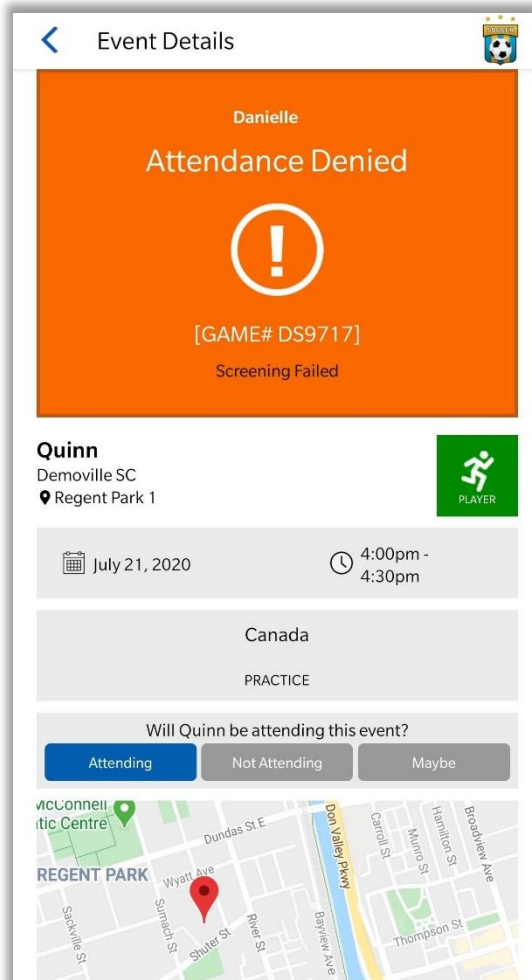 Event Details
SOCCER
Danielle
Attendance Denied
!
[GAME# DS9717]
Screening Failed
Quinn
Demoville SC
Regent Park 1
PLAYER
July 21, 2020
4:00pm -
4:30pm
Canada
PRACTICE
Will Quinn be attending this event?
Attending
Not Attending
Maybe
McConnell
tic Centre
Dundas St E
REGENT PARK
Wyatt Ave
Sackville St
Sumach St
Shuter St
River St
Bayview Ave
Don Valley Pkwy
Carroll St
Munro St
Hamilton St
Broadview Ave
Thompson St